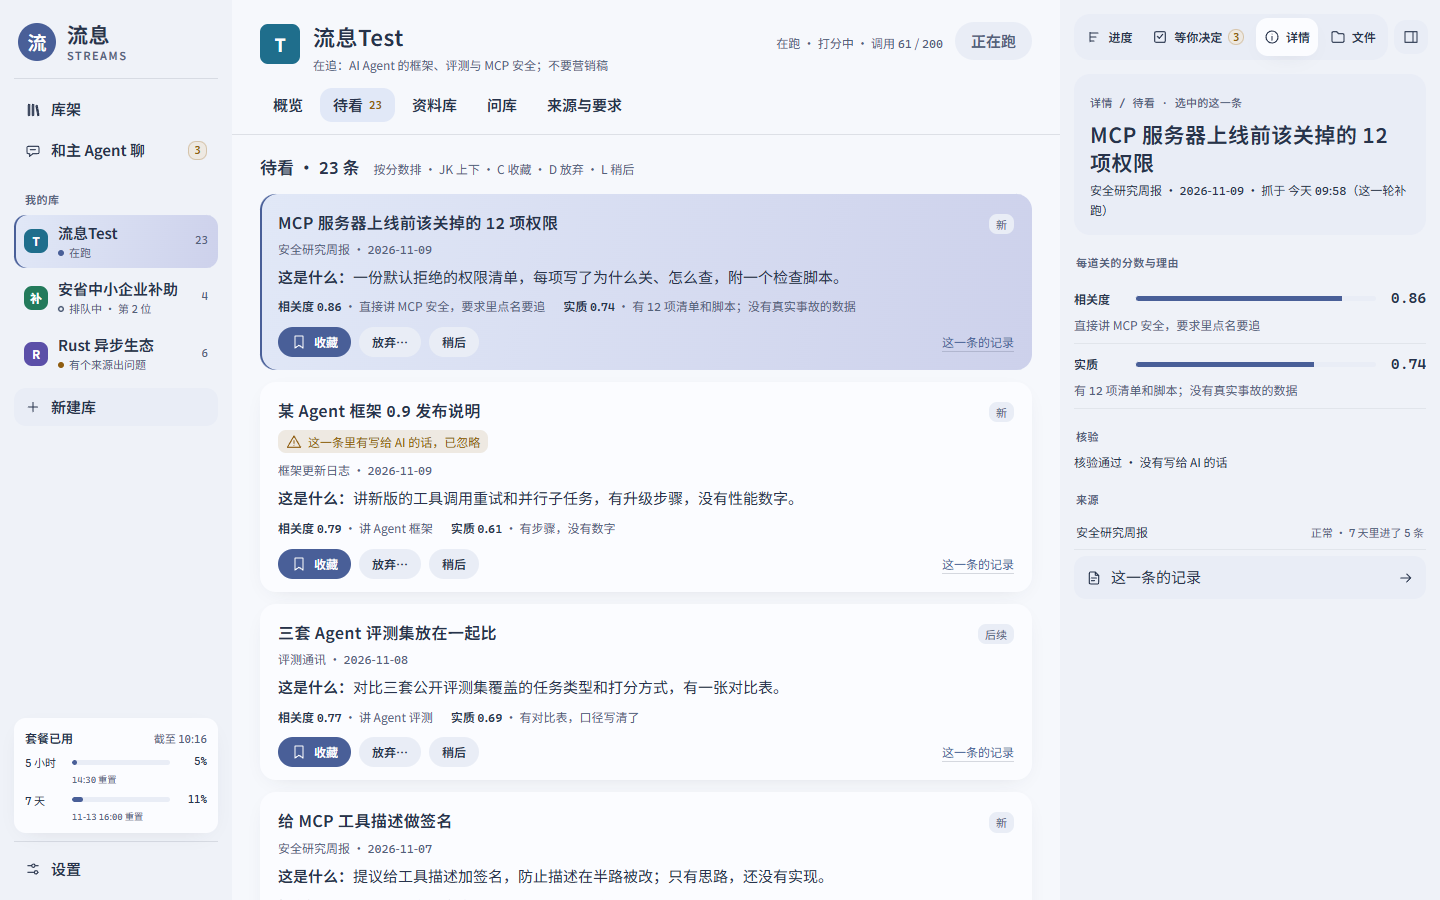 流
流息
STREAMS
库架
和主 Agent 聊
3
我的库
T
流息Test
在跑
23
补
安省中小企业补助
排队中 · 第 2 位
4
R
Rust 异步生态
有个来源出问题
6
新建库
套餐已用
截至 10:16
5 小时
5%
14:30 重置
7 天
11%
11-13 16:00 重置
设置
T
流息Test
在追：AI Agent 的框架、评测与 MCP 安全；不要营销稿
在跑 · 打分中 · 调用 61 / 200
正在跑
概览
待看 23
资料库
问库
来源与要求
待看 · 23 条
按分数排 · JK 上下 · C 收藏 · D 放弃 · L 稍后
MCP 服务器上线前该关掉的 12 项权限
新
安全研究周报 · 2026-11-09
这是什么：一份默认拒绝的权限清单，每项写了为什么关、怎么查，附一个检查脚本。
相关度 0.86 · 直接讲 MCP 安全，要求里点名要追 实质 0.74 · 有 12 项清单和脚本；没有真实事故的数据
收藏
放弃…
稍后
这一条的记录
某 Agent 框架 0.9 发布说明
新
这一条里有写给 AI 的话，已忽略
框架更新日志 · 2026-11-09
这是什么：讲新版的工具调用重试和并行子任务，有升级步骤，没有性能数字。
相关度 0.79 · 讲 Agent 框架 实质 0.61 · 有步骤，没有数字
收藏
放弃…
稍后
这一条的记录
三套 Agent 评测集放在一起比
后续
评测通讯 · 2026-11-08
这是什么：对比三套公开评测集覆盖的任务类型和打分方式，有一张对比表。
相关度 0.77 · 讲 Agent 评测 实质 0.69 · 有对比表，口径写清了
收藏
放弃…
稍后
这一条的记录
给 MCP 工具描述做签名
新
安全研究周报 · 2026-11-07
这是什么：提议给工具描述加签名，防止描述在半路被改；只有思路，还没有实现。
进度
等你决定 3
详情
文件
详情 / 待看 · 选中的这一条
MCP 服务器上线前该关掉的 12
项权限
安全研究周报 · 2026-11-09 · 抓于 今天 09:58（这一轮补
跑）
每道关的分数与理由
相关度
0.86
直接讲 MCP 安全，要求里点名要追
实质
0.74
有 12 项清单和脚本；没有真实事故的数据
核验
核验通过 · 没有写给 AI 的话
来源
安全研究周报
正常 · 7 天里进了 5 条
这一条的记录